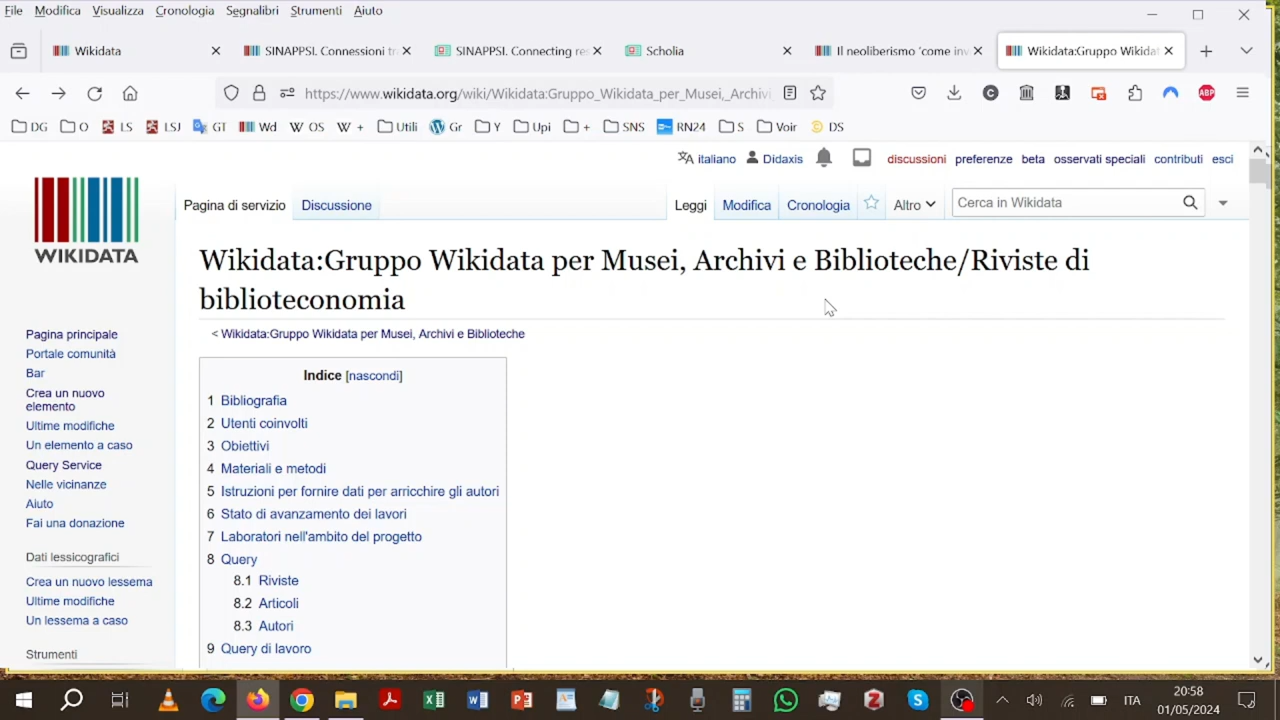 File Modifica Visualizza Cronologia Segnalibri Strumenti Aiuto
Wikidata
SINAPPSI. Connessioni tr
SINAPPSI. Connecting re
Scholia
Il neoliberismo 'come inv
Wikidata:Gruppo Wikidat
https://www.wikidata.org/wiki/Wikidata:Gruppo_Wikidata_per_Musei,_Archivi
DG O LS LSJ GT Wd OS + Utili Gr Y Upi + SNS RN24 S Voir DS
italiano Didaxis discussioni preferenze beta osservati speciali contributi esci
WIKIDATA
Pagina di servizio Discussione Leggi Modifica Cronologia Altro Cerca in Wikidata
Wikidata:Gruppo Wikidata per Musei, Archivi e Biblioteche/Riviste di
biblioteconomia
< Wikidata:Gruppo Wikidata per Musei, Archivi e Biblioteche
Pagina principale
Portale comunità
Bar
Crea un nuovo
elemento
Ultime modifiche
Un elemento a caso
Query Service
Nelle vicinanze
Aiuto
Fai una donazione
Dati lessicografici
Crea un nuovo lessema
Ultime modifiche
Un lessema a caso
Strumenti
Indice [nascondi]
1 Bibliografia
2 Utenti coinvolti
3 Obiettivi
4 Materiali e metodi
5 Istruzioni per fornire dati per arricchire gli autori
6 Stato di avanzamento dei lavori
7 Laboratori nell'ambito del progetto
8 Query
8.1 Riviste
8.2 Articoli
8.3 Autori
9 Query di lavoro
ITA
20:58
01/05/2024